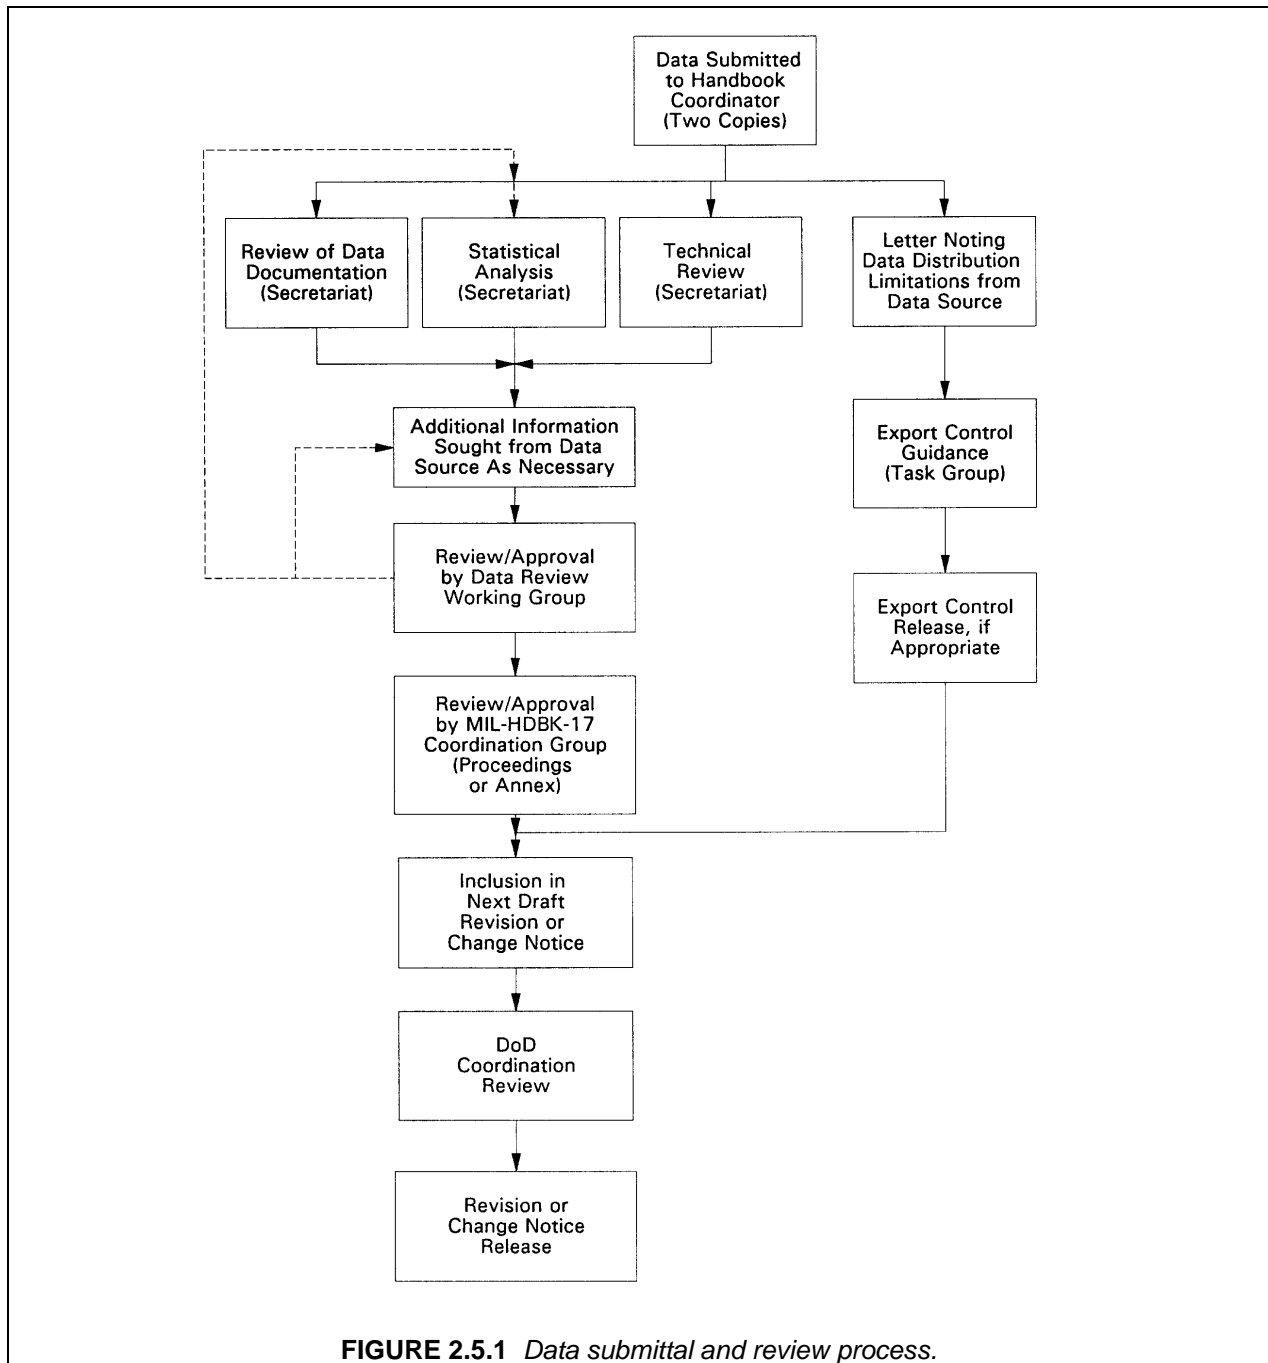 Data Submitted
to Handbook
Coordinator
(Two Copies)
Review of Data
Documentation
(Secretariat)
Statistical
Analysis
(Secretariat)
Technical
Review
(Secretariat)
Letter Noting
Data Distribution
Limitations from
Data Source
Additional Information
Sought from Data
Source As Necessary
Export Control
Guidance
(Task Group)
Review/Approval
by Data Review
Working Group
Export Control
Release, if
Appropriate
Review/Approval
by MIL-HDBK-17
Coordination Group
(Proceedings
or Annex)
Inclusion in
Next Draft
Revision or
Change Notice
DoD
Coordination
Review
Revision or
Change Notice
Release
FIGURE 2.5.1 Data submittal and review process.